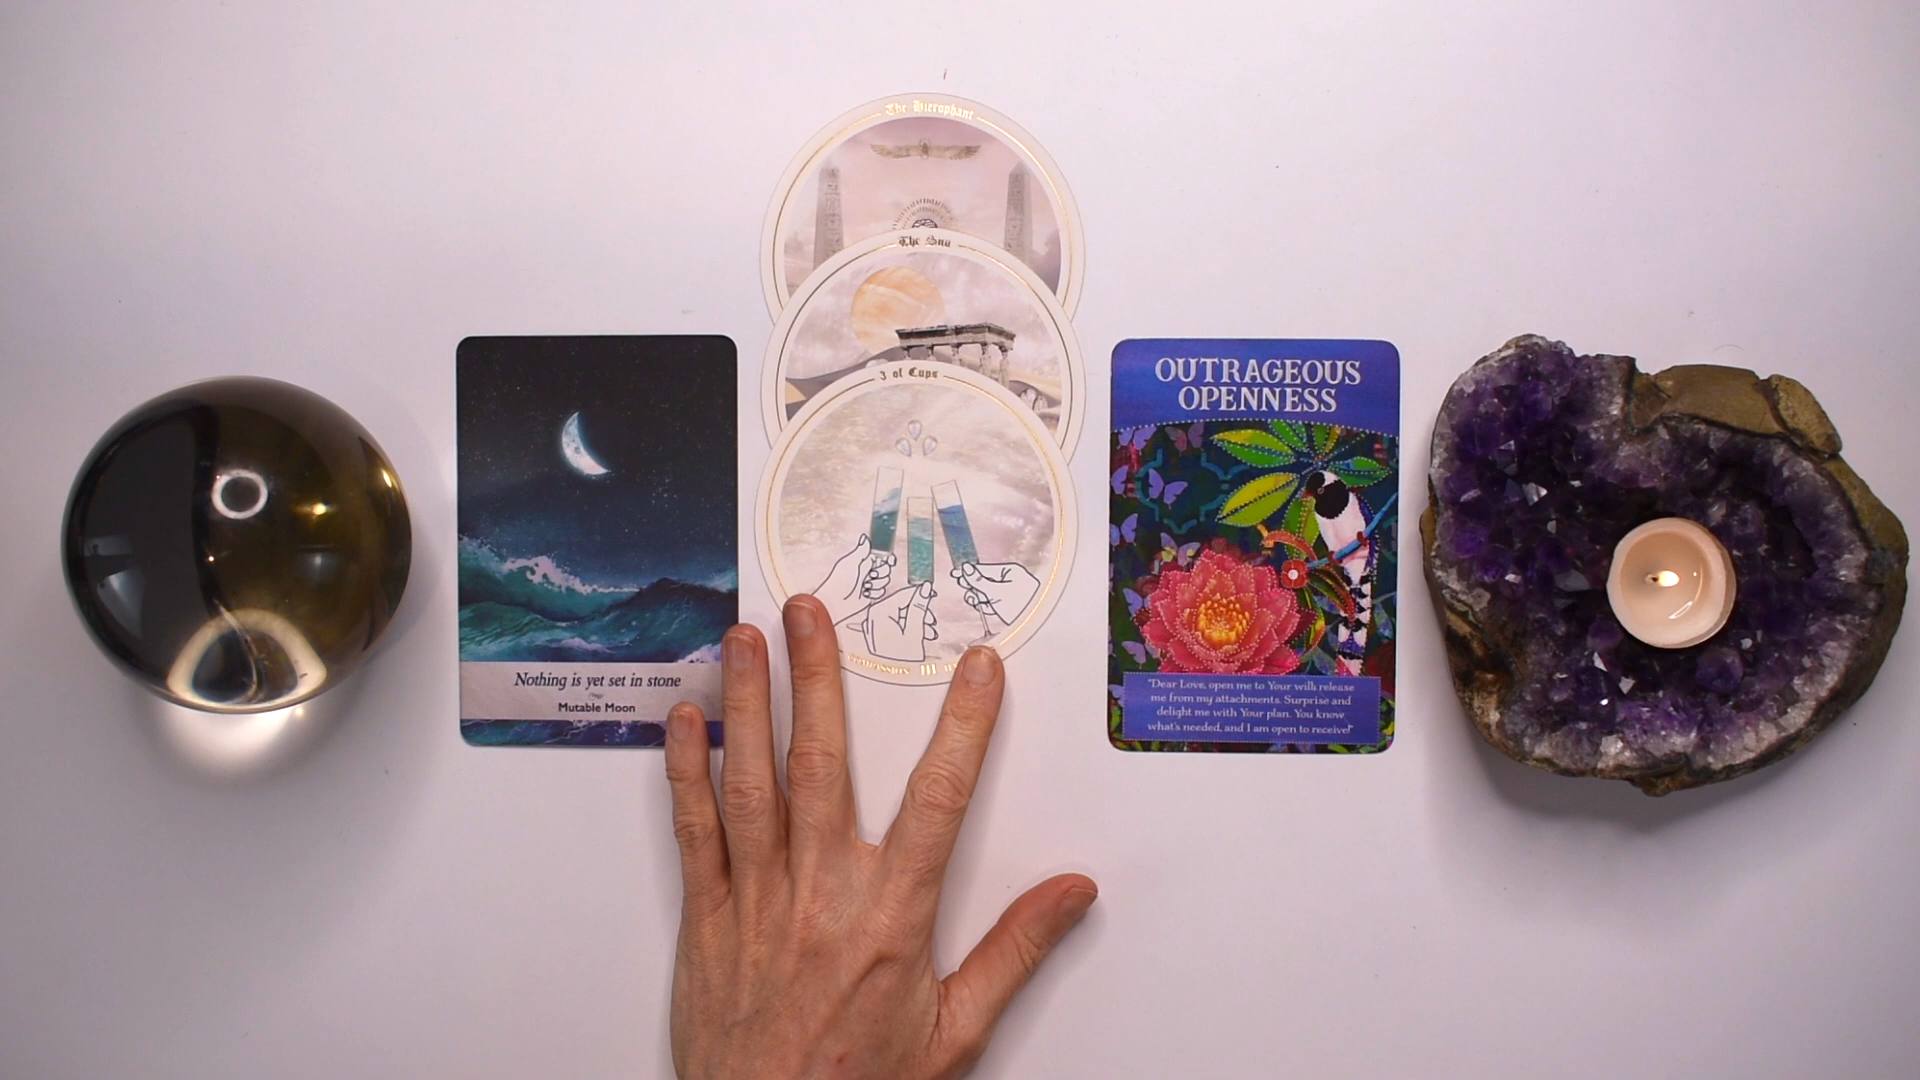 The Hierophant
The Sun
3 of Cups
III
Nothing is yet set in stone
Mutable Moon
OUTRAGEOUS
OPENNESS
"Dear Love, open me to Your will; release
me from my attachments. Surprise and
delight me with Your plan. You know
what's needed, and I am open to receive!"